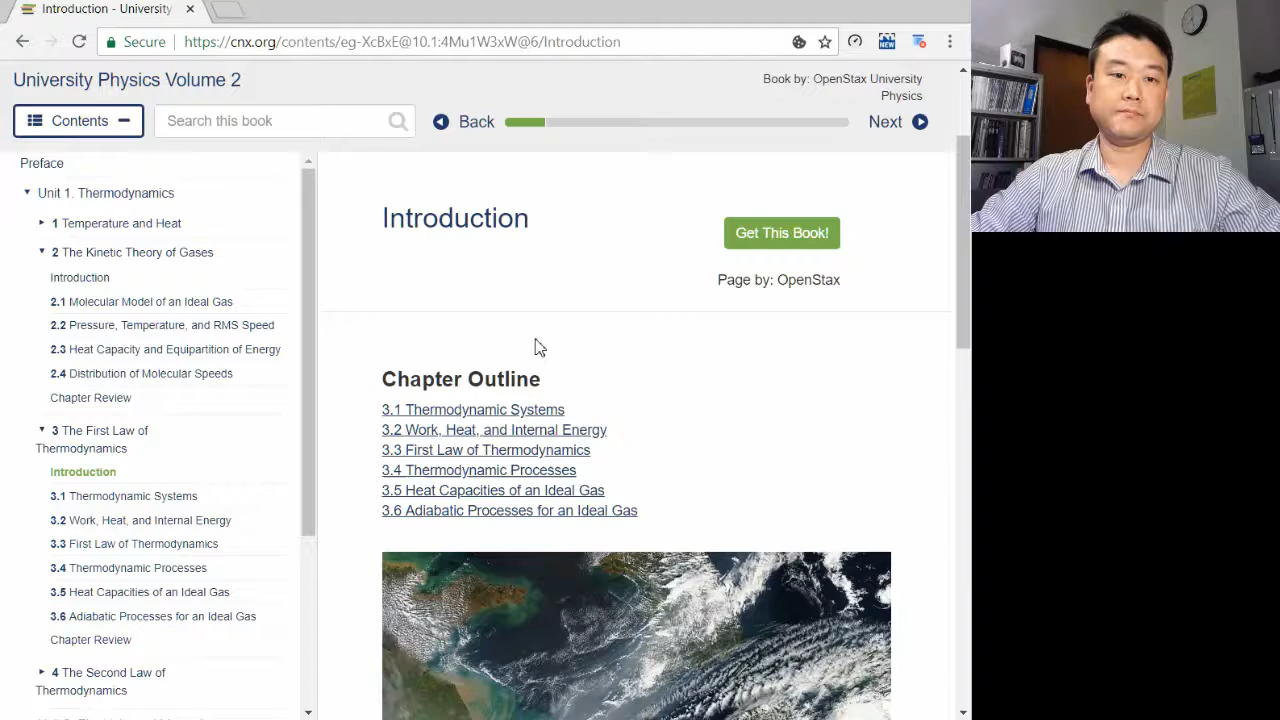 Introduction - University
Secure
https://cnx.org/contents/eg-XcBxE@10.1:4Mu1W3xW@6/Introduction
NEW
University Physics Volume 2
Book by: OpenStax University
Physics
Contents
Search this book
Back
Next
Preface
Unit 1. Thermodynamics
1 Temperature and Heat
2 The Kinetic Theory of Gases
Introduction
2.1 Molecular Model of an Ideal Gas
2.2 Pressure, Temperature, and RMS Speed
2.3 Heat Capacity and Equipartition of Energy
2.4 Distribution of Molecular Speeds
Chapter Review
3 The First Law of
Thermodynamics
Introduction
3.1 Thermodynamic Systems
3.2 Work, Heat, and Internal Energy
3.3 First Law of Thermodynamics
3.4 Thermodynamic Processes
3.5 Heat Capacities of an Ideal Gas
3.6 Adiabatic Processes for an Ideal Gas
Chapter Review
4 The Second Law of
Thermodynamics
Introduction
Get This Book!
Page by: OpenStax
Chapter Outline
3.1 Thermodynamic Systems
3.2 Work, Heat, and Internal Energy
3.3 First Law of Thermodynamics
3.4 Thermodynamic Processes
3.5 Heat Capacities of an Ideal Gas
3.6 Adiabatic Processes for an Ideal Gas